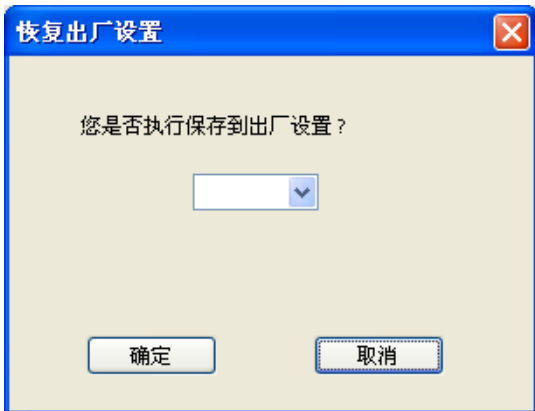 恢复出厂设置
您是否执行保存到出厂设置？
确定
取消